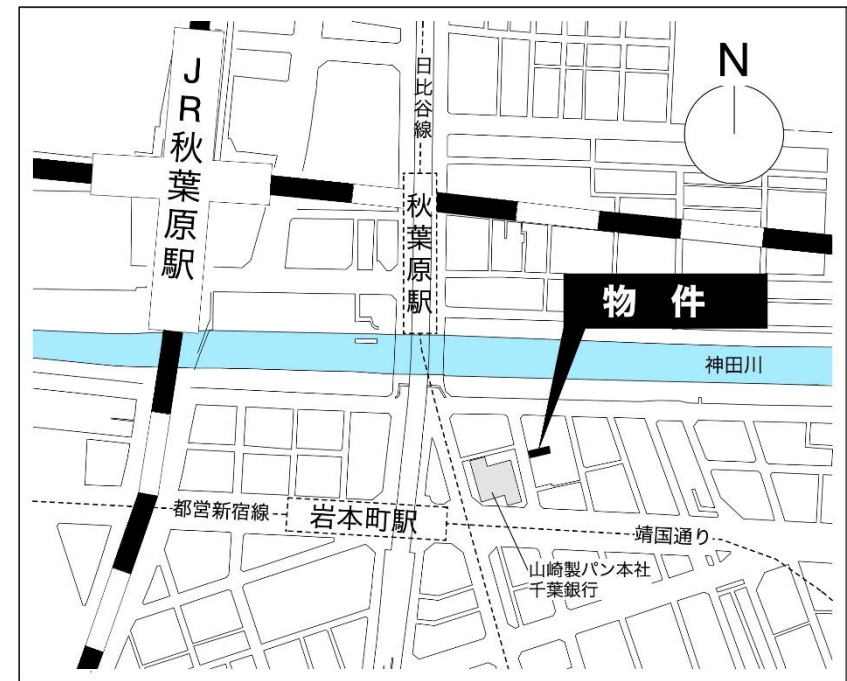 N
JR秋葉原駅
日比谷線
秋葉原駅
物 件
神田川
都営新宿線
岩本町駅
靖国通り
山崎製パン本社
千葉銀行